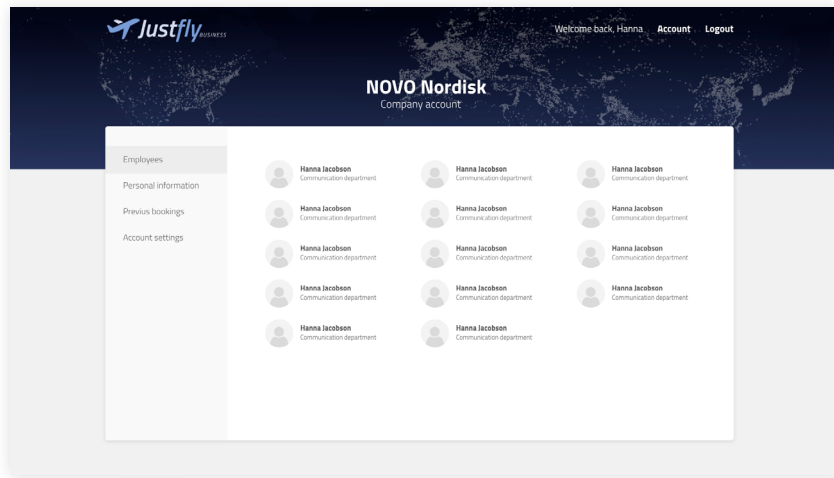 Justfly BUSINESS
Welcome back, Hanna Account Logout
NOVO Nordisk
Company account
Employees
Personal information
Previus bookings
Account settings
Hanna Jacobson
Communication department
Hanna Jacobson
Communication department
Hanna Jacobson
Communication department
Hanna Jacobson
Communication department
Hanna Jacobson
Communication department
Hanna Jacobson
Communication department
Hanna Jacobson
Communication department
Hanna Jacobson
Communication department
Hanna Jacobson
Communication department
Hanna Jacobson
Communication department
Hanna Jacobson
Communication department
Hanna Jacobson
Communication department
Hanna Jacobson
Communication department
Hanna Jacobson
Communication department